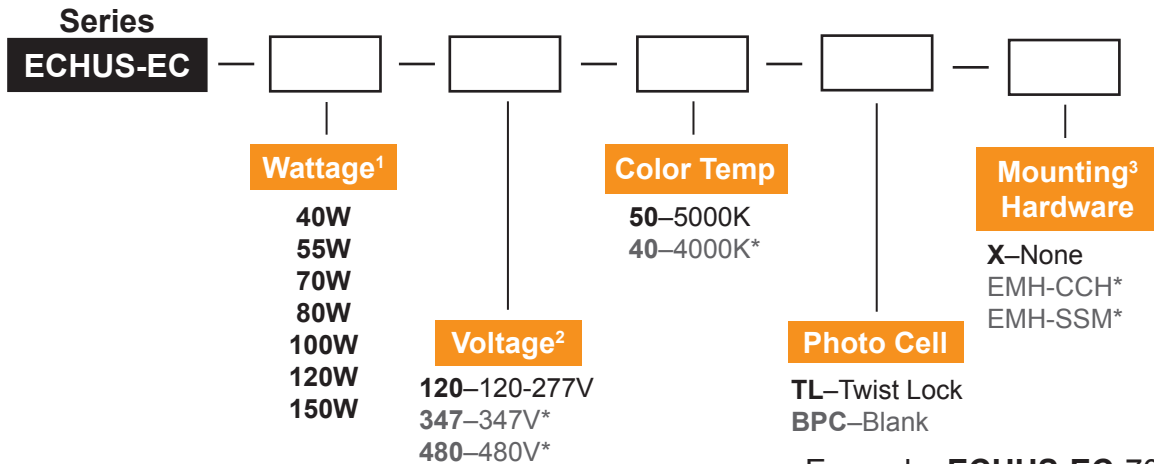 Series
ECHUS-EC
Wattage¹
40W
55W
70W
80W
100W
120W
150W
Voltage²
120–120-277V
347–347V*
480–480V*
Color Temp
50–5000K
40–4000K*
Photo Cell
TL–Twist Lock
BPC–Blank
Mounting³
Hardware
X–None
EMH-CCH*
EMH-SSM*